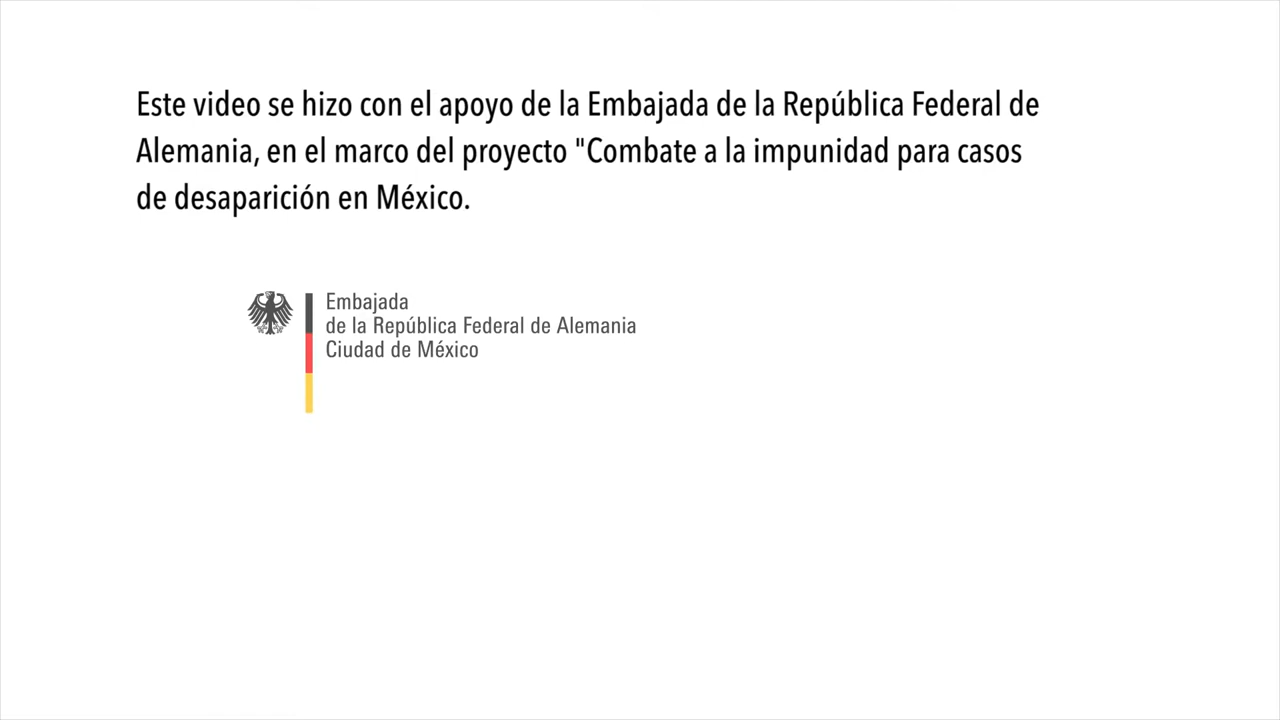 Este video se hizo con el apoyo de la Embajada de la República Federal de
Alemania, en el marco del proyecto "Combate a la impunidad para casos
de desaparición en México.
Embajada
de la República Federal de Alemania
Ciudad de México